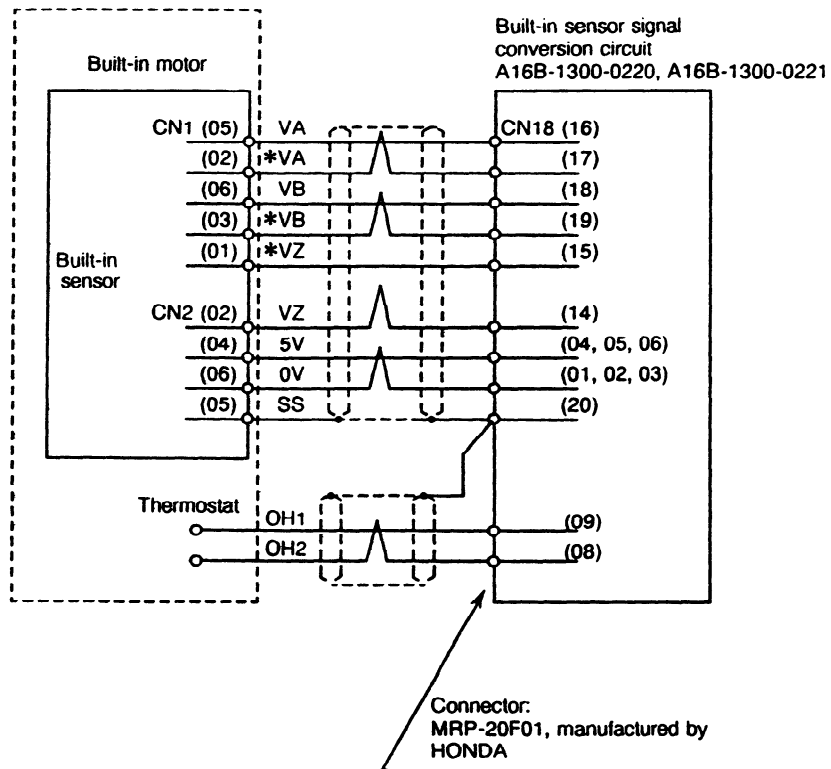 Built-in sensor signal
conversion circuit
A16B-1300-0220, A16B-1300-0221
Built-in motor
CN1 (05) VA CN18 (16)
(02) *VA (17)
(06) VB (18)
(03) *VB (19)
(01) *VZ (15)
Built-in
sensor
CN2 (02) VZ (14)
(04) 5V (04, 05, 06)
(06) 0V (01, 02, 03)
(05) SS (20)
Thermostat
OH1 (09)
OH2 (08)
Connector:
MRP-20F01, manufactured by
HONDA